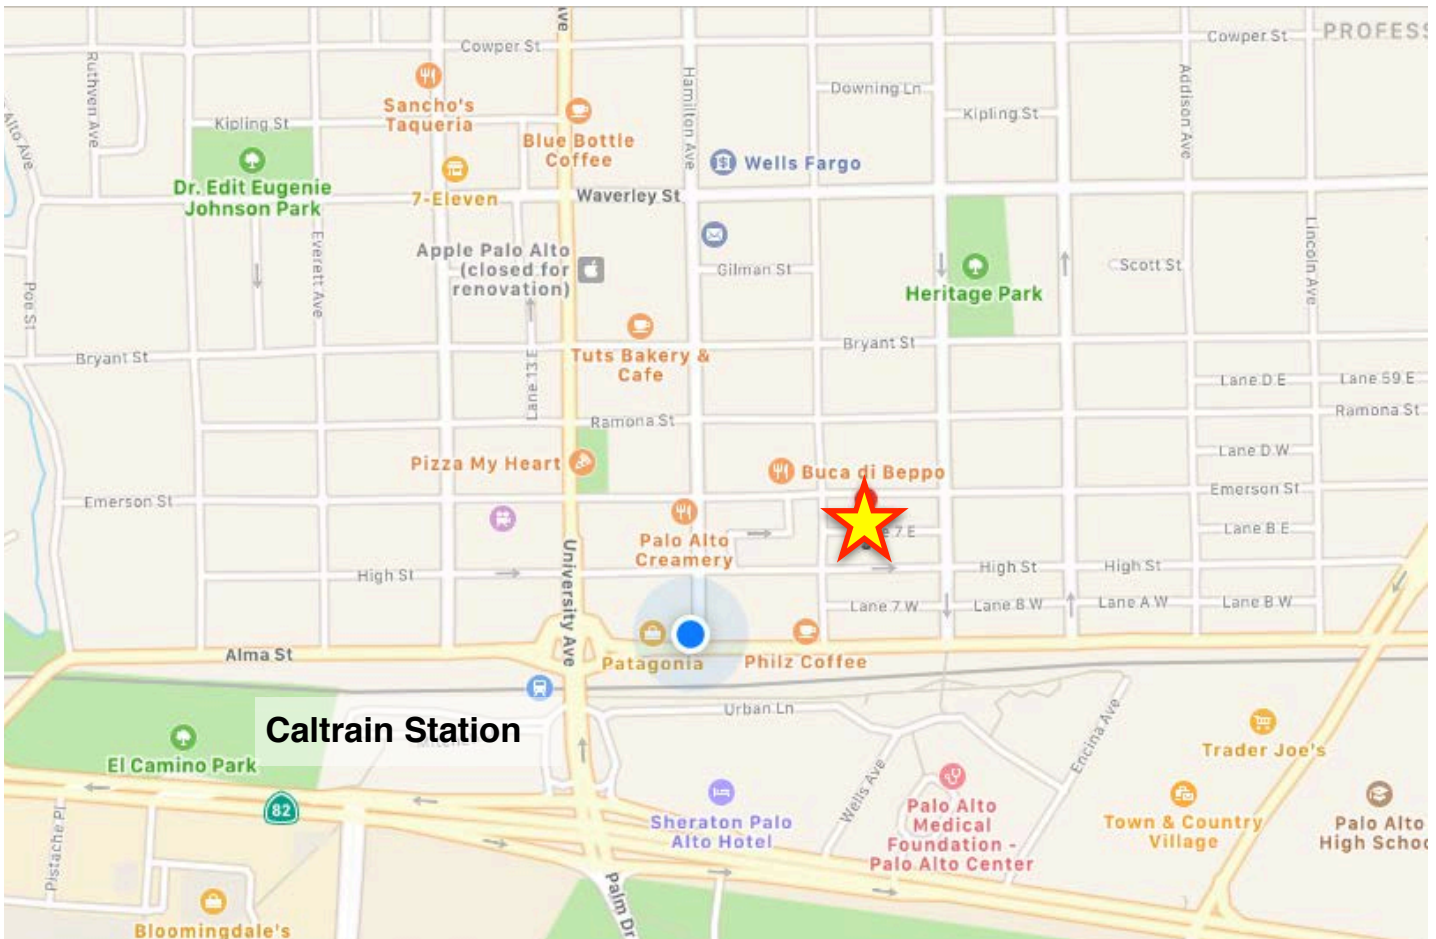 Ave
Cowper St
Cowper St
PROFESS
Ruthven Ave
Sancho's
Taqueria
Hamilton Ave
Downing Ln
Addison Ave
Alto Ave
Kipling St
Blue Bottle
Coffee
Kipling St
Wells Fargo
Dr. Edit Eugenie
Johnson Park
7-Eleven
Waverley St
Everett Ave
Apple Palo Alto
(closed for
renovation)
Gilman St
Scott St
Lincoln Ave
Poe St
Heritage Park
Bryant St
Lane 13 E
Tuts Bakery &
Cafe
Bryant St
Lane D E
Lane 59 E
Ramona St
Ramona St
Pizza My Heart
Buca di Beppo
Lane D W
Emerson St
Emerson St
Palo Alto
Creamery
7 E
Lane B E
University Ave
High St
High St
High St
Lane 7 W
Lane 8 W
Lane A W
Lane B W
Alma St
Patagonia
Philz Coffee
Caltrain Station
Urban Ln
Encina Ave
El Camino Park
Trader Joe's
82
Wells Ave
Sheraton Palo
Alto Hotel
Palo Alto
Medical
Foundation -
Palo Alto Center
Town & Country
Village
Palo Alto
High Schoo
Pistache Pl
Palm Dr
Bloomingdale's